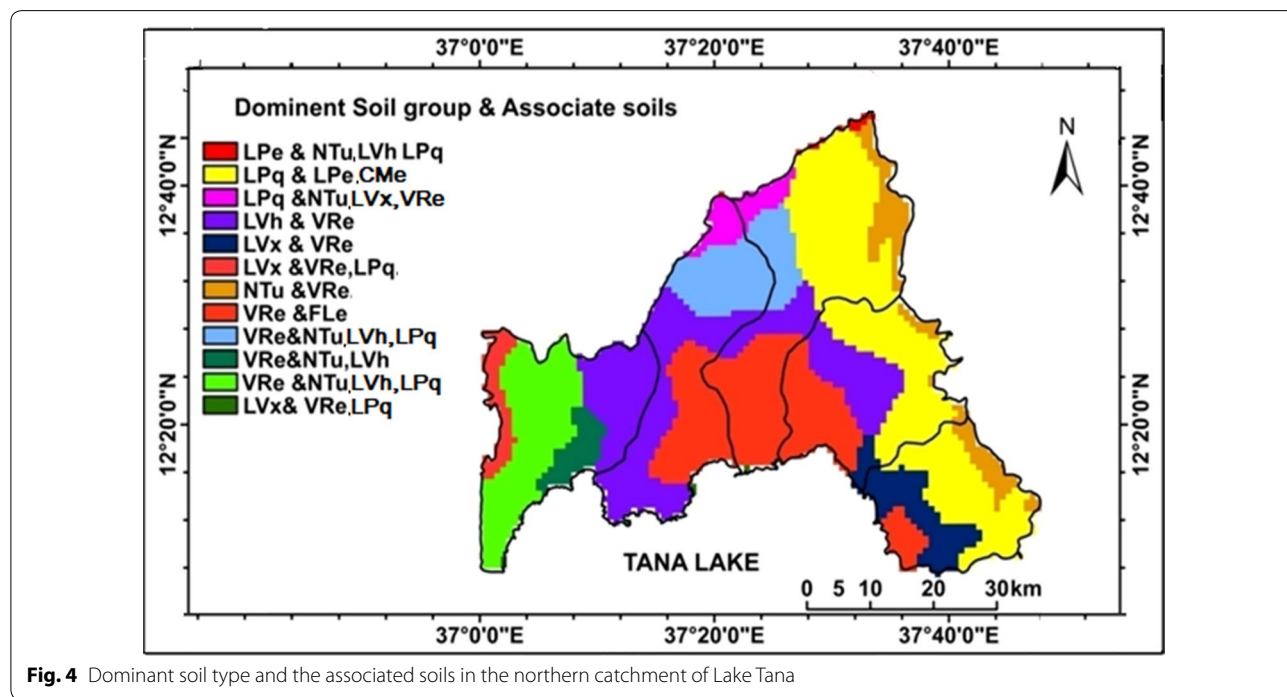 37°0'0"E 37°20'0"E 37°40'0"E
Dominent Soil group & Associate soils
N
LPe & NTu,LVh LPq
LPq & LPe,CMe
LPq &NTu,LVx,VRe
LVh & VRe
LVx & VRe
LVx &VRe,LPq.
NTu &VRe
VRe &FLe
VRe&NTu,LVh,LPq
VRe&NTu,LVh
VRe &NTu,LVh,LPq
LVx& VRe,LPq
12°40'0"N 12°40'0"N
12°20'0"N 12°20'0"N
TANA LAKE
0 5 10 20 30km
37°0'0"E 37°20'0"E 37°40'0"E
Fig. 4 Dominant soil type and the associated soils in the northern catchment of Lake Tana